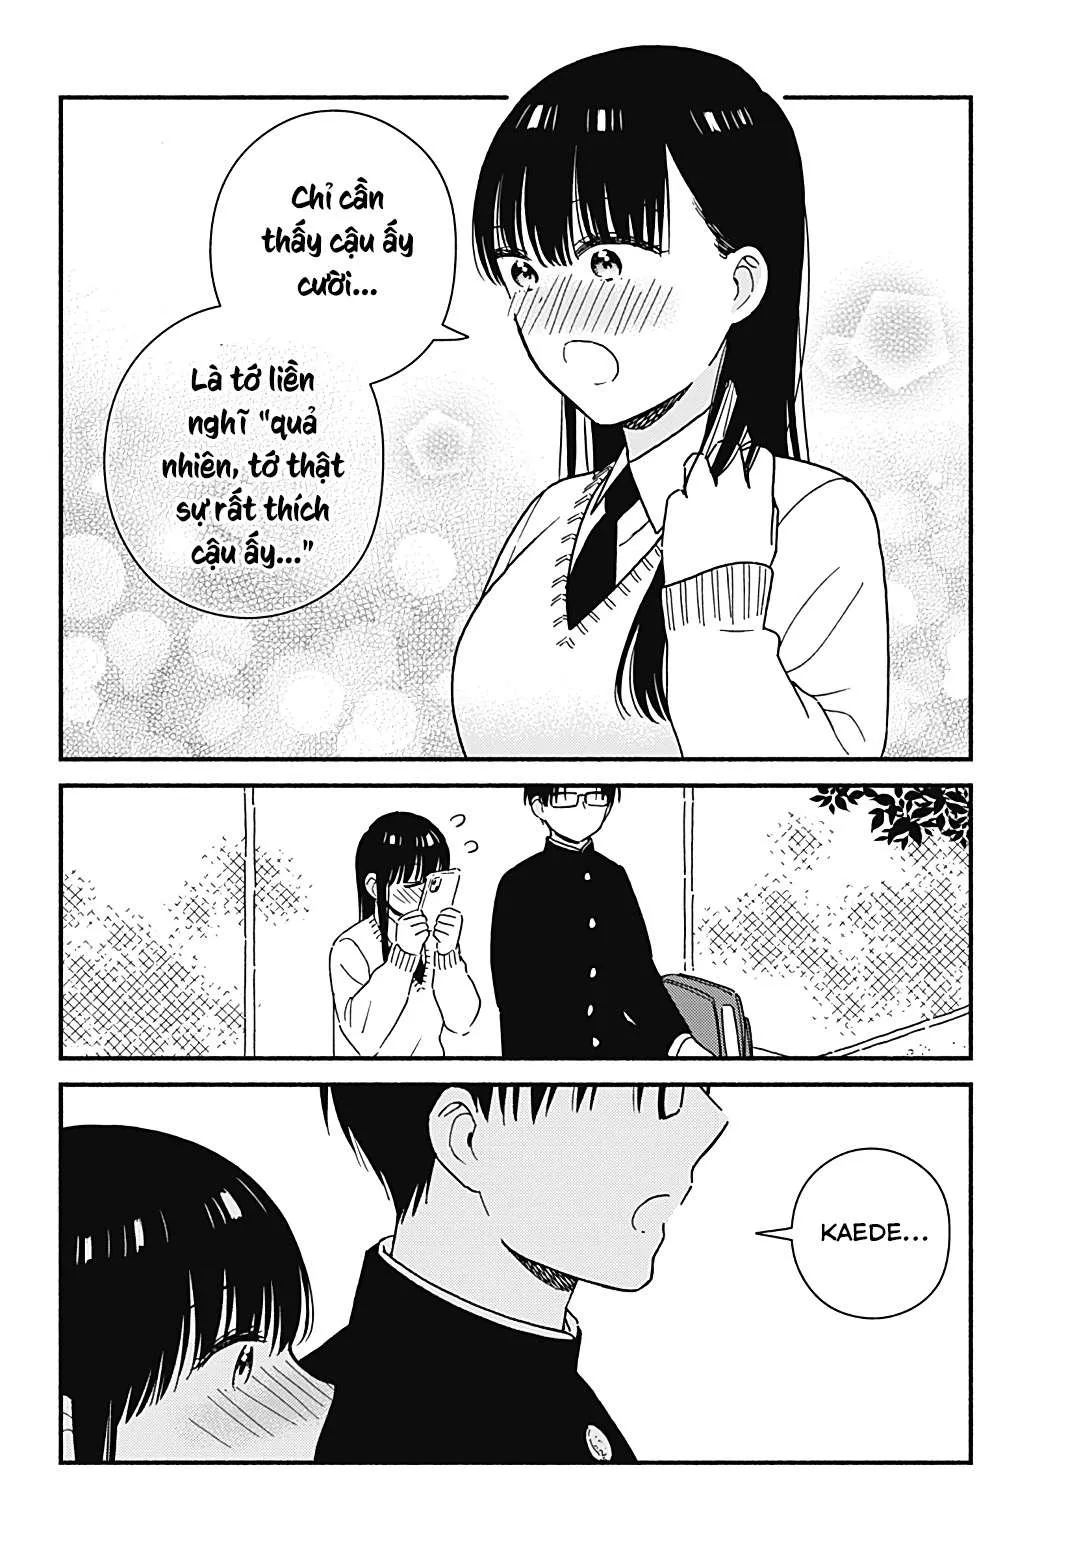 Chỉ cần
thấy cậu ấy
cười...
Là tớ liền
nghĩ "quả
nhiên, tớ thật
sự rất thích
cậu ấy..."
KAEDE...